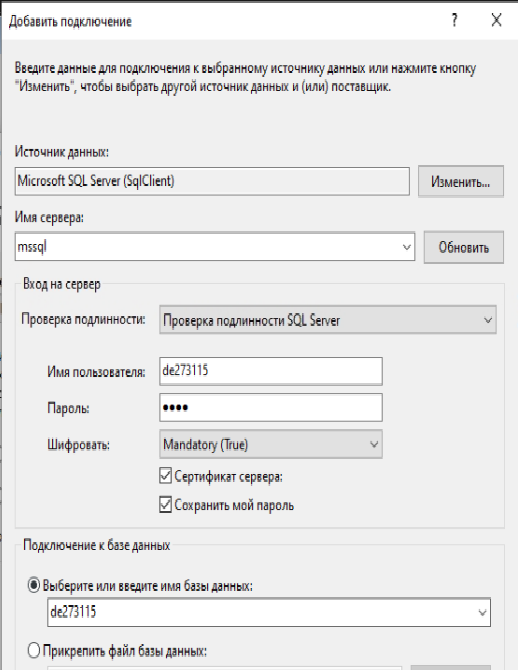 Добавить подключение
? X
Введите данные для подключения к выбранному источнику данных или нажмите кнопку
"Изменить", чтобы выбрать другой источник данных и (или) поставщик.
Источник данных:
Microsoft SQL Server (SqlClient)
Изменить...
Имя сервера:
mssql
Обновить
Вход на сервер
Проверка подлинности:
Проверка подлинности SQL Server
Имя пользователя:
de273115
Пароль:
••••
Шифровать:
Mandatory (True)
Сертификат сервера:
Сохранить мой пароль
Подключение к базе данных
Выберите или введите имя базы данных:
de273115
Прикрепить файл базы данных: